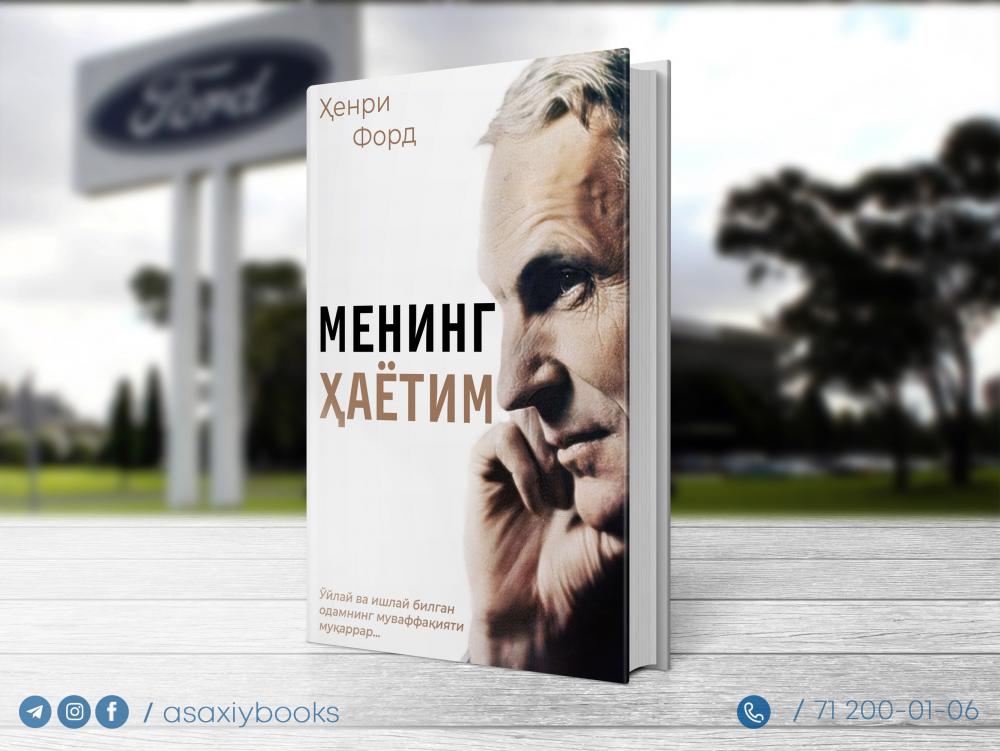 Ford
Ҳенри
Форд
МЕНИНГ
ҲАЁТИМ
Ўйлай ва ишлай билган
одамнинг муваффақияти
муқаррар...
/ asaxiybooks
/ 71 200-01-06